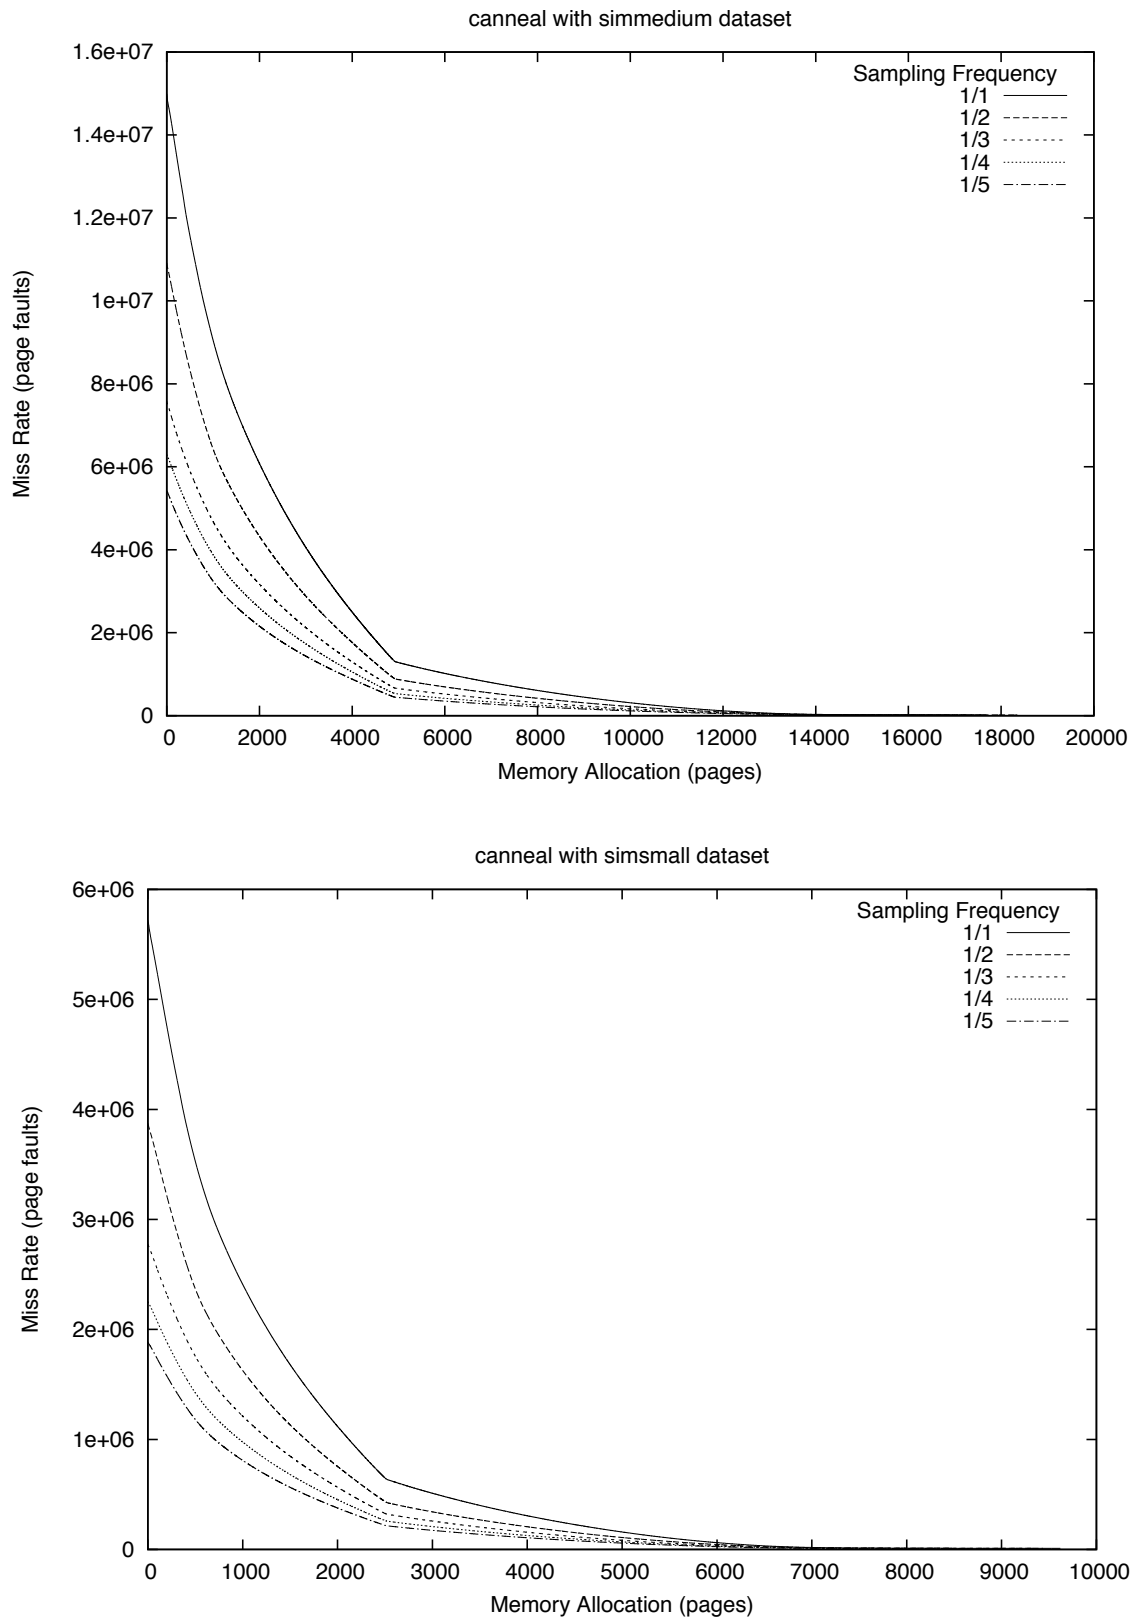 canneal with simmedium dataset
1.6e+07
1.4e+07
1.2e+07
1e+07
8e+06
6e+06
4e+06
2e+06
0
Miss Rate (page faults)
Sampling Frequency
1/1
1/2
1/3
1/4
1/5
0 2000 4000 6000 8000 10000 12000 14000 16000 18000 20000
Memory Allocation (pages)
canneal with simsmall dataset
6e+06
5e+06
4e+06
3e+06
2e+06
1e+06
0
Miss Rate (page faults)
Sampling Frequency
1/1
1/2
1/3
1/4
1/5
0 1000 2000 3000 4000 5000 6000 7000 8000 9000 10000
Memory Allocation (pages)